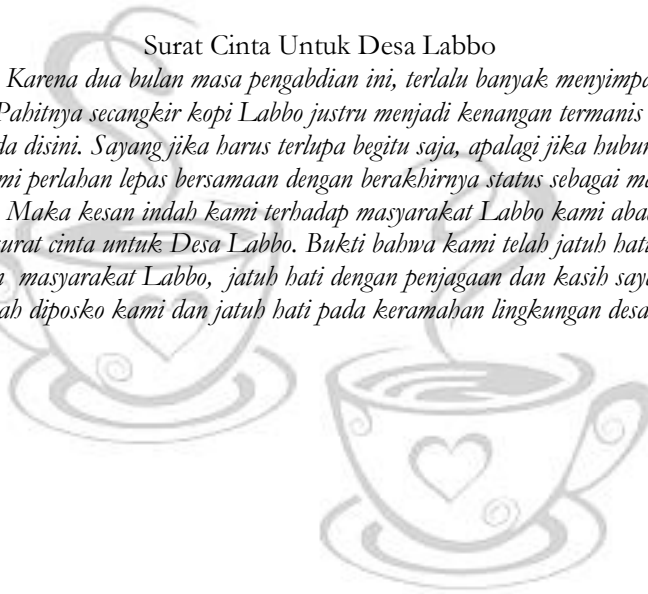 Surat Cinta Untuk Desa Labbo
Karena dua bulan masa pengabdian ini, terlalu banyak menyimpa
Pahitnya secangkir kopi Labbo justru menjadi kenangan termanis
da disini. Sayang jika harus terlupa begitu saja, apalagi jika hubun
mi perlahan lepas bersamaan dengan berakhirnya status sebagai ma
Maka kesan indah kami terhadap masyarakat Labbo kami aba
surat cinta untuk Desa Labbo. Bukti bahwa kami telah jatuh hati
n masyarakat Labbo, jatuh hati dengan penjagaan dan kasih saya
ah diposko kami dan jatuh hati pada keramahan lingkungan desa